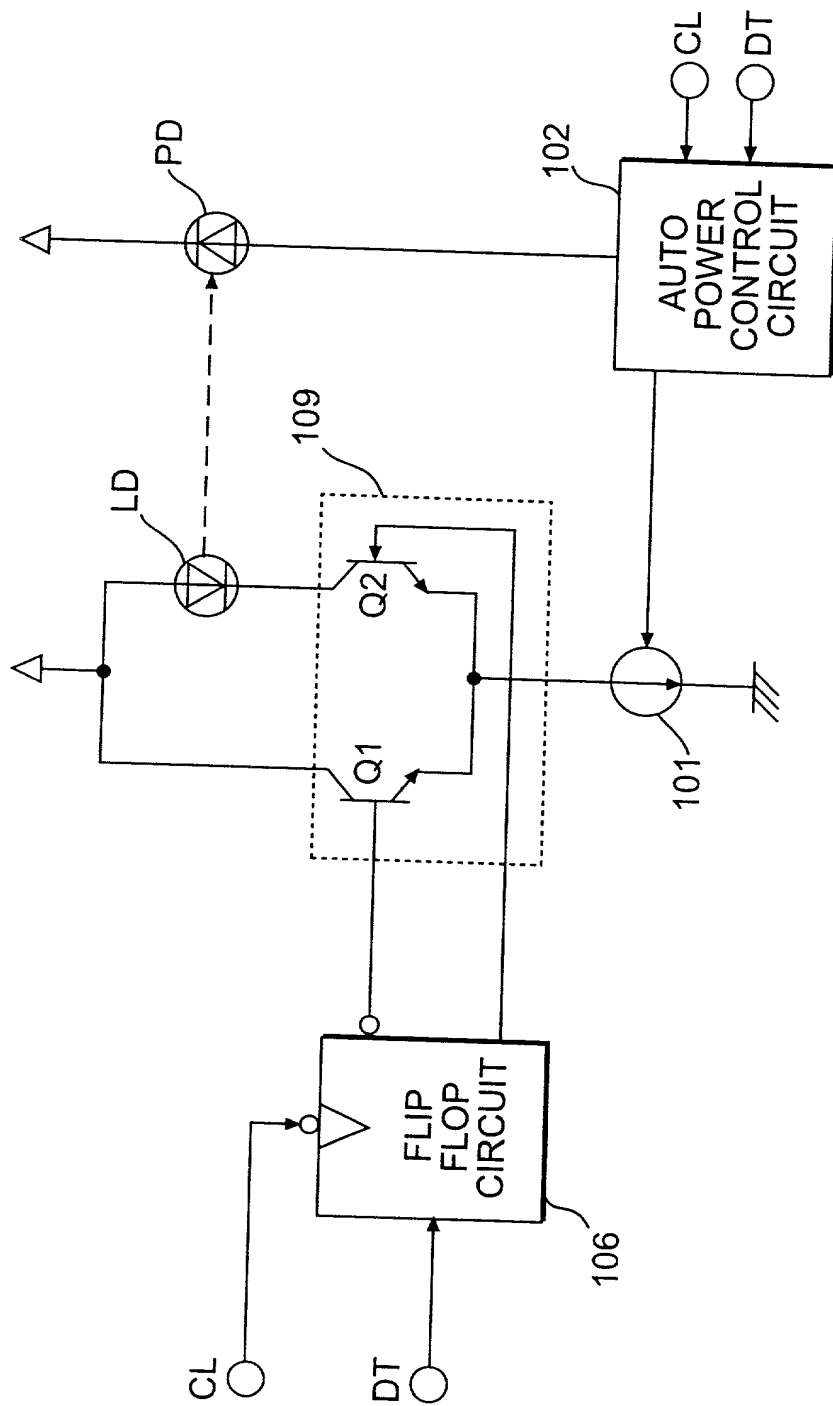 CL
DT
FLIP
FLOP
CIRCUIT
106
Q1
Q2
109
LD
PD
101
102
AUTO
POWER
CONTROL
CIRCUIT
CL
DT